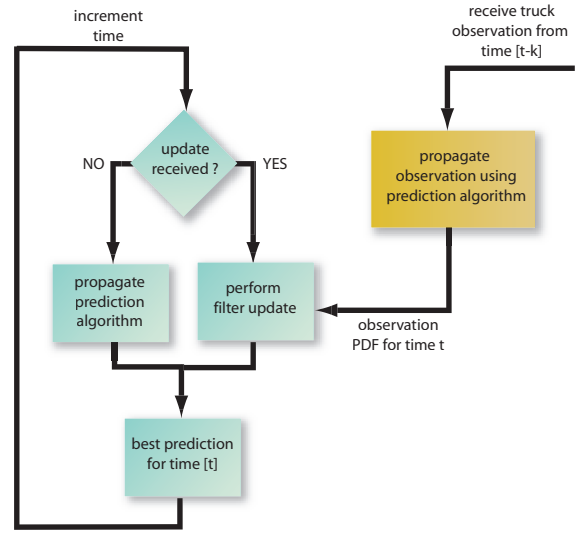 increment
time
receive truck
observation from
time [t-k]
update
received ?
NO
YES
propagate
observation using
prediction algorithm
propagate
prediction
algorithm
perform
filter update
observation
PDF for time t
best prediction
for time [t]